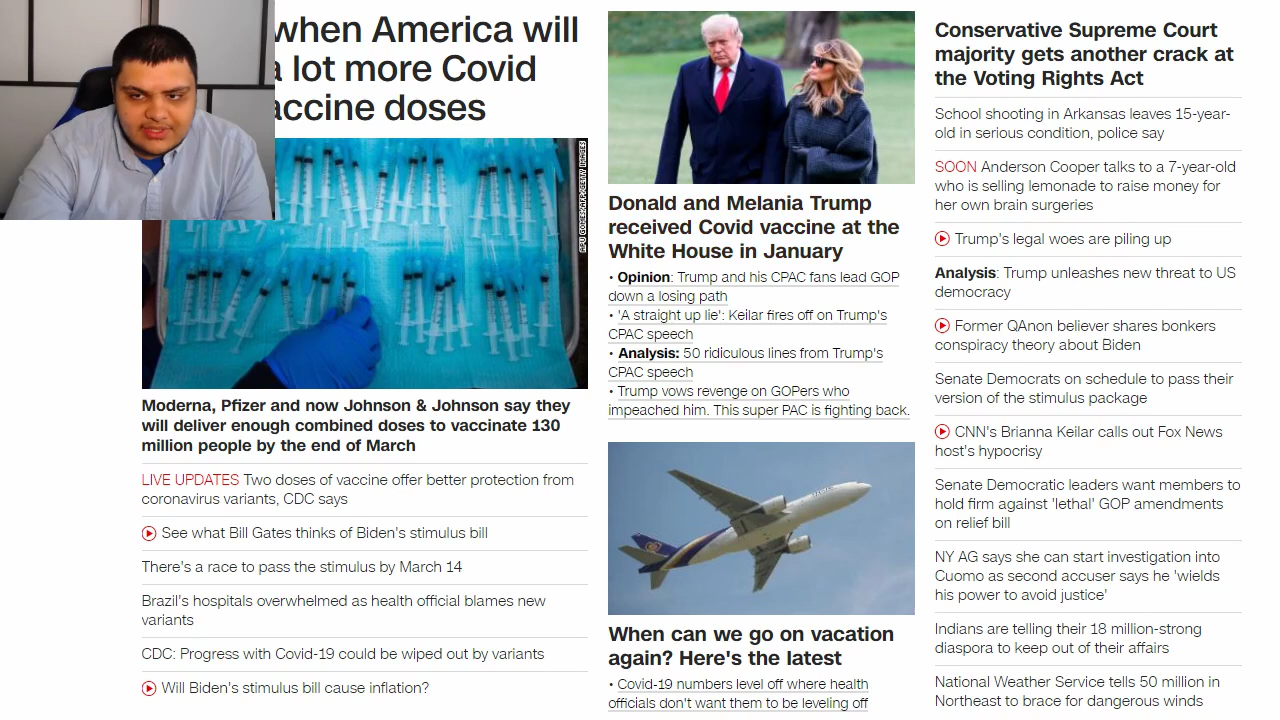 when America will
a lot more Covid
accine doses
APU GOMES/AFP/GETTY IMAGES
Moderna, Pfizer and now Johnson & Johnson say they
will deliver enough combined doses to vaccinate 130
million people by the end of March
LIVE UPDATES Two doses of vaccine offer better protection from
coronavirus variants, CDC says
See what Bill Gates thinks of Biden's stimulus bill
There's a race to pass the stimulus by March 14
Brazil's hospitals overwhelmed as health official blames new
variants
CDC: Progress with Covid-19 could be wiped out by variants
Will Biden's stimulus bill cause inflation?
Donald and Melania Trump
received Covid vaccine at the
White House in January
• Opinion: Trump and his CPAC fans lead GOP
down a losing path
• 'A straight up lie': Keilar fires off on Trump's
CPAC speech
• Analysis: 50 ridiculous lines from Trump's
CPAC speech
• Trump vows revenge on GOPers who
impeached him. This super PAC is fighting back.
When can we go on vacation
again? Here's the latest
• Covid-19 numbers level off where health
officials don't want them to be leveling off
Conservative Supreme Court
majority gets another crack at
the Voting Rights Act
School shooting in Arkansas leaves 15-year-
old in serious condition, police say
SOON Anderson Cooper talks to a 7-year-old
who is selling lemonade to raise money for
her own brain surgeries
Trump's legal woes are piling up
Analysis: Trump unleashes new threat to US
democracy
Former QAnon believer shares bonkers
conspiracy theory about Biden
Senate Democrats on schedule to pass their
version of the stimulus package
CNN's Brianna Keilar calls out Fox News
host's hypocrisy
Senate Democratic leaders want members to
hold firm against 'lethal' GOP amendments
on relief bill
NY AG says she can start investigation into
Cuomo as second accuser says he 'wields
his power to avoid justice'
Indians are telling their 18 million-strong
diaspora to keep out of their affairs
National Weather Service tells 50 million in
Northeast to brace for dangerous winds